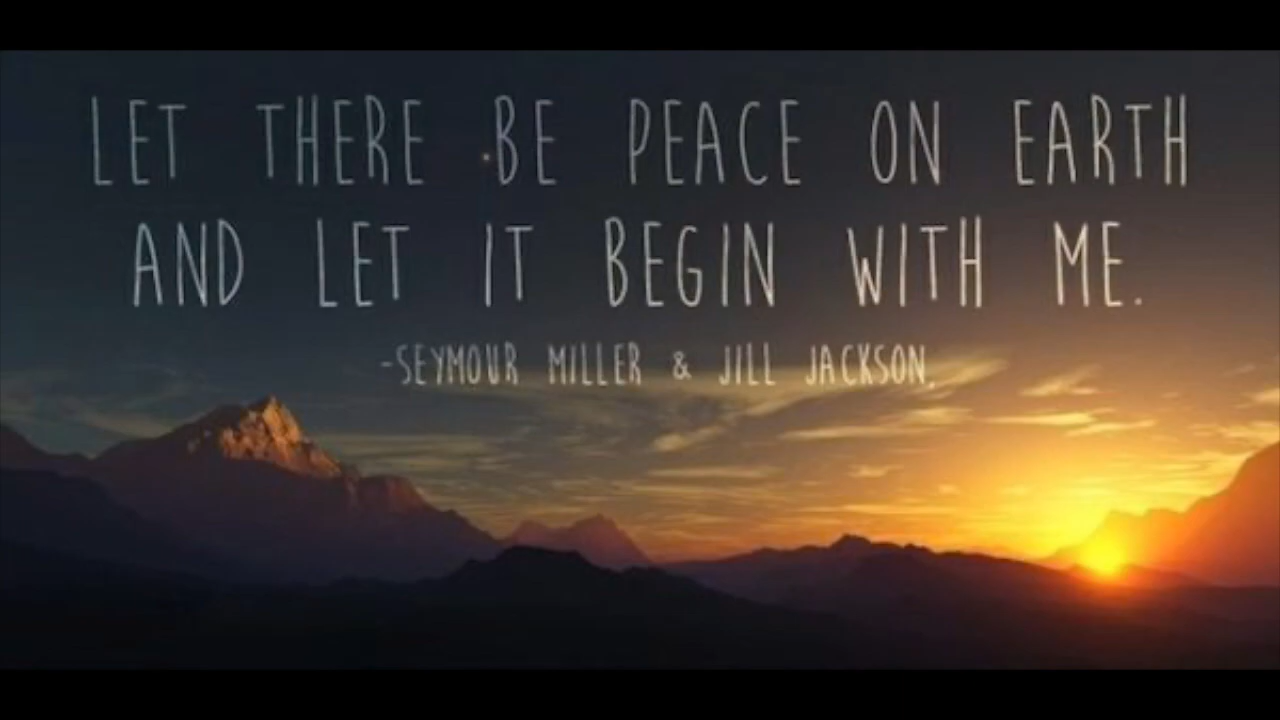 LET THERE BE PEACE ON EARTH
AND LET IT BEGIN WITH ME.
-SEYMOUR MILLER & JILL JACKSON,